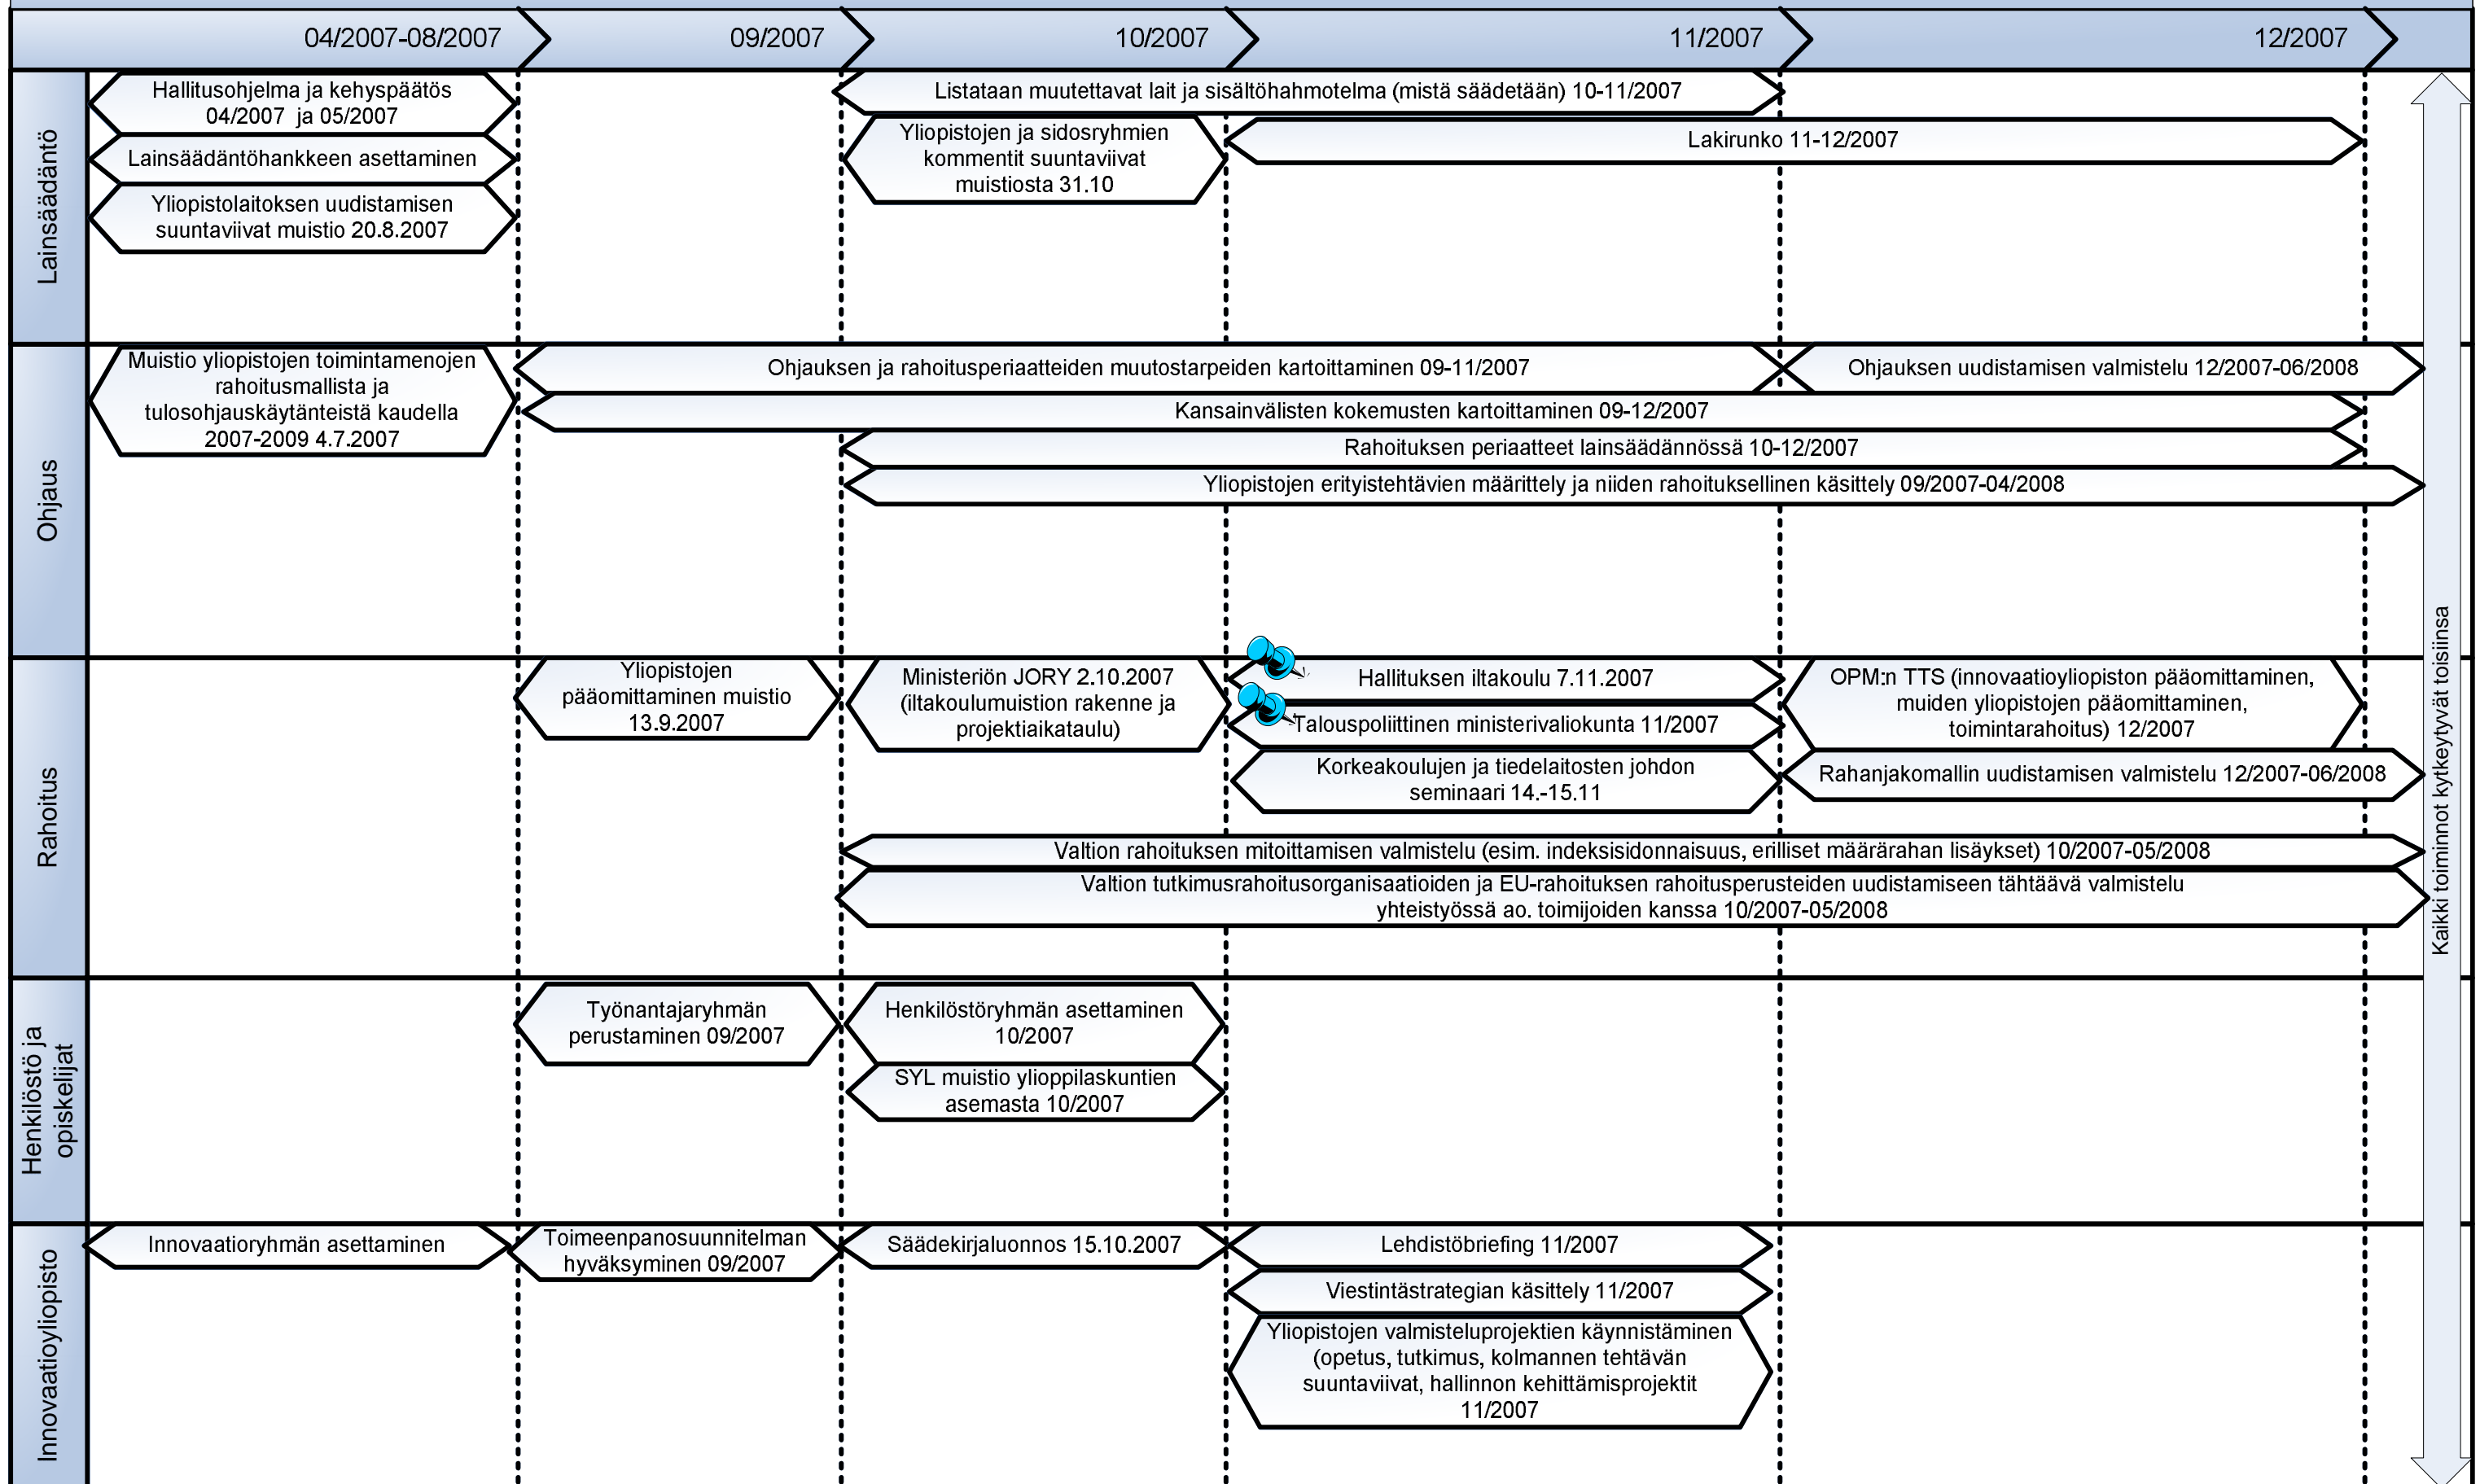 04/2007-08/2007
09/2007
10/2007
11/2007
12/2007
Lainsäädäntö
Hallitusohjelma ja kehyspäätös
04/2007 ja 05/2007
Lainsäädäntöhankkeen asettaminen
Yliopistolaitoksen uudistamisen
suuntaviivat muistio 20.8.2007
Listataan muutettavat lait ja sisältöhahmotelma (mistä säädetään) 10-11/2007
Yliopistojen ja sidosryhmien
kommentit suuntaviivat
muistiosta 31.10
Lakirunko 11-12/2007
Ohjaus
Muistio yliopistojen toimintamenojen
rahoitusmallista ja
tulosohjauskäytänteistä kaudella
2007-2009 4.7.2007
Ohjauksen ja rahoitusperiaatteiden muutostarpeiden kartoittaminen 09-11/2007
Ohjauksen uudistamisen valmistelu 12/2007-06/2008
Kansainvälisten kokemusten kartoittaminen 09-12/2007
Rahoituksen periaatteet lainsäädännössä 10-12/2007
Yliopistojen erityistehtävien määrittely ja niiden rahoituksellinen käsittely 09/2007-04/2008
Rahoitus
Yliopistojen
pääomittaminen muistio
13.9.2007
Ministeriön JORY 2.10.2007
(iltakoulumuistion rakenne ja
projektiaikataulu)
Hallituksen iltakoulu 7.11.2007
Talouspoliittinen ministerivaliokunta 11/2007
Korkeakoulujen ja tiedelaitosten johdon
seminaari 14.-15.11
OPM:n TTS (innovaatioyliopiston pääomittaminen,
muiden yliopistojen pääomittaminen,
toimintarahoitus) 12/2007
Rahanjakomallin uudistamisen valmistelu 12/2007-06/2008
Valtion rahoituksen mitoittamisen valmistelu (esim. indeksisidonnaisuus, erilliset määrärahan lisäykset) 10/2007-05/2008
Valtion tutkimusrahoitusorganisaatioiden ja EU-rahoituksen rahoitusperusteiden uudistamiseen tähtäävä valmistelu
yhteistyössä ao. toimijoiden kanssa 10/2007-05/2008
Henkilöstö ja
opiskelijat
Työnantajaryhmän
perustaminen 09/2007
Henkilöstöryhmän asettaminen
10/2007
SYL muistio ylioppilaskuntien
asemasta 10/2007
Innovaatioyliopisto
Innovaatioryhmän asettaminen
Toimeenpanosuunnitelman
hyväksyminen 09/2007
Säädekirjaluonnos 15.10.2007
Lehdistöbriefing 11/2007
Viestintästrategian käsittely 11/2007
Yliopistojen valmisteluprojektien käynnistäminen
(opetus, tutkimus, kolmannen tehtävän
suuntaviivat, hallinnon kehittämisprojektit
11/2007
Kaikki toiminnot kytkeytyvät toisiinsa